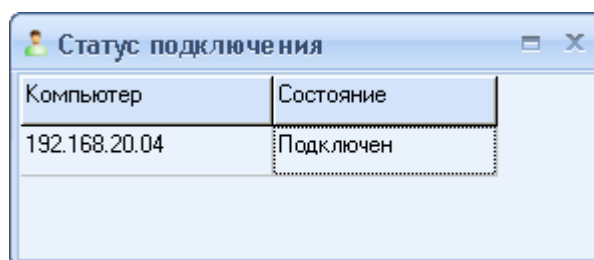 Статус подключения
Компьютер Состояние
192.168.20.04 Подключен